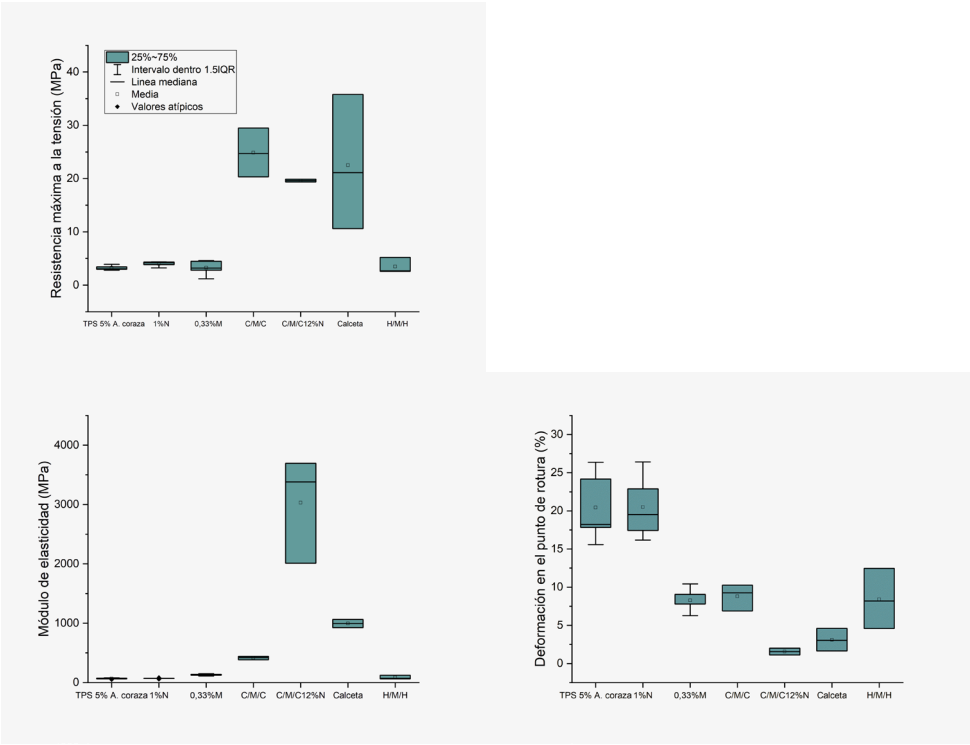 Resistencia máxima a la tensión (MPa)
40
30
20
10
0
25%~75%
Intervalo dentro 1.5IQR
Linea mediana
Media
Valores atípicos
TPS 5% A. coraza 1%N 0,33%M C/M/C C/M/C12%N Calceta H/M/H
Módulo de elasticidad (MPa)
4000
3000
2000
1000
0
TPS 5% A. coraza 1%N 0,33%M C/M/C C/M/C12%N Calceta H/M/H
Deformación en el punto de rotura (%)
30
25
20
15
10
5
0
TPS 5% A. coraza 1%N 0,33%M C/M/C C/M/C12%N Calceta H/M/H